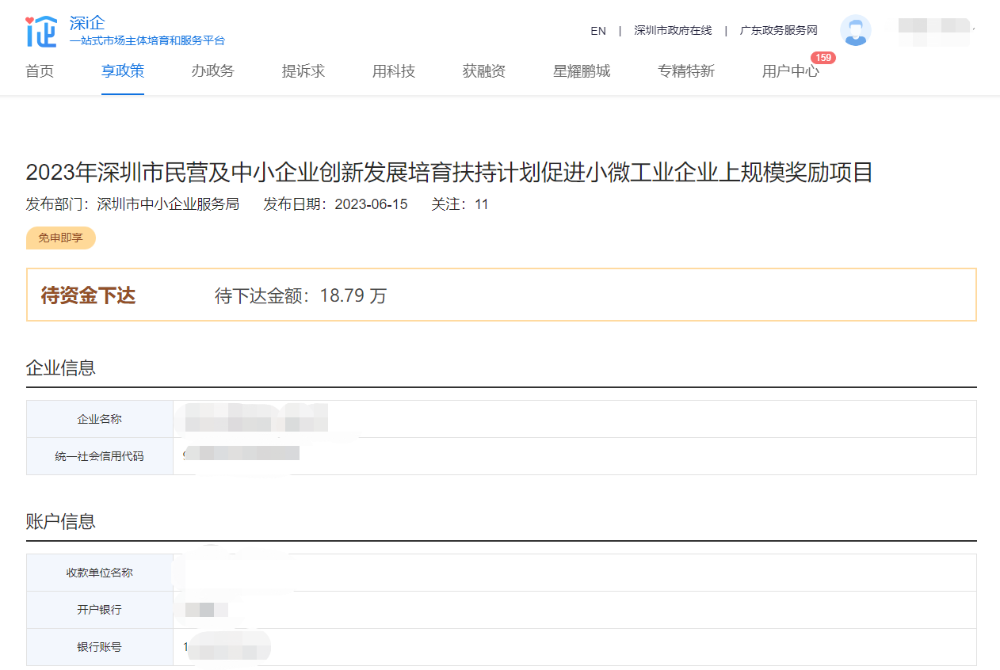 深i企
一站式市场主体培育和服务平台
EN | 深圳市政府在线 | 广东政务服务网
首页 享政策 办政务 提诉求 用科技 获融资 星耀鹏城 专精特新 用户中心 159
2023年深圳市民营及中小企业创新发展培育扶持计划促进小微工业企业上规模奖励项目
发布部门：深圳市中小企业服务局 发布日期：2023-06-15 关注：11
免申即享
待资金下达 待下达金额：18.79 万
企业信息
企业名称
统一社会信用代码 9
账户信息
收款单位名称
开户银行
银行账号 1